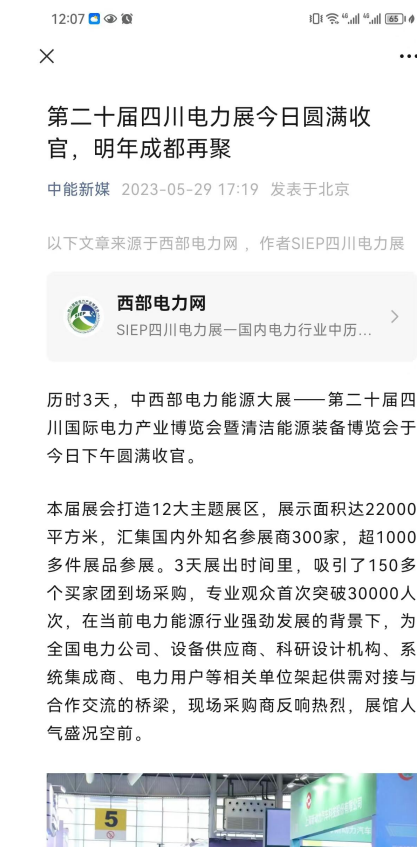 12:07
65
第二十届四川电力展今日圆满收
官，明年成都再聚
中能新媒 2023-05-29 17:19 发表于北京
以下文章来源于西部电力网 ，作者SIEP四川电力展
SIEP
西部电力网
SIEP四川电力展一国内电力行业中历...
历时3天，中西部电力能源大展——第二十届四
川国际电力产业博览会暨清洁能源装备博览会于
今日下午圆满收官。
本届展会打造12大主题展区，展示面积达22000
平方米，汇集国内外知名参展商300家，超1000
多件展品参展。3天展出时间里，吸引了150多
个买家团到场采购，专业观众首次突破30000人
次，在当前电力能源行业强劲发展的背景下，为
全国电力公司、设备供应商、科研设计机构、系
统集成商、电力用户等相关单位架起供需对接与
合作交流的桥梁，现场采购商反响热烈，展馆人
气盛况空前。
5